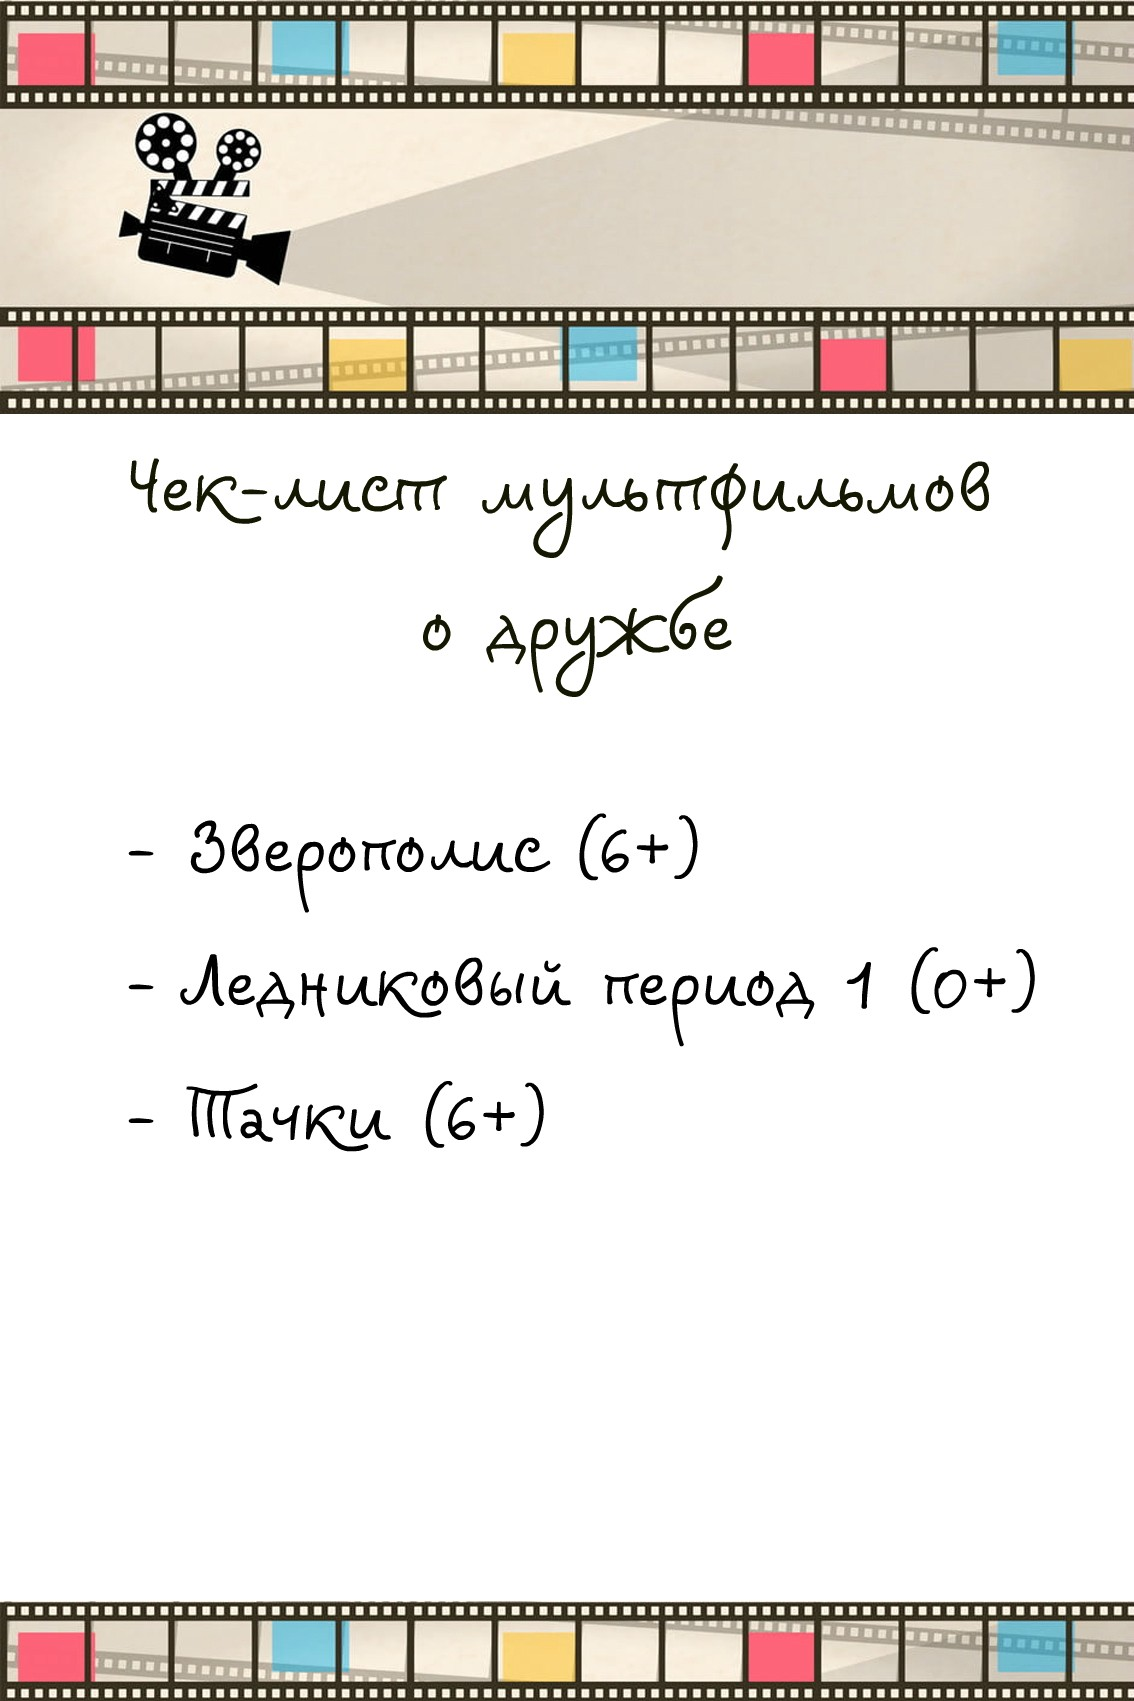 Чек-лист мультфильмов
о дружбе
- Зверополис (6+)
- Ледниковый период 1 (0+)
- Тачки (6+)